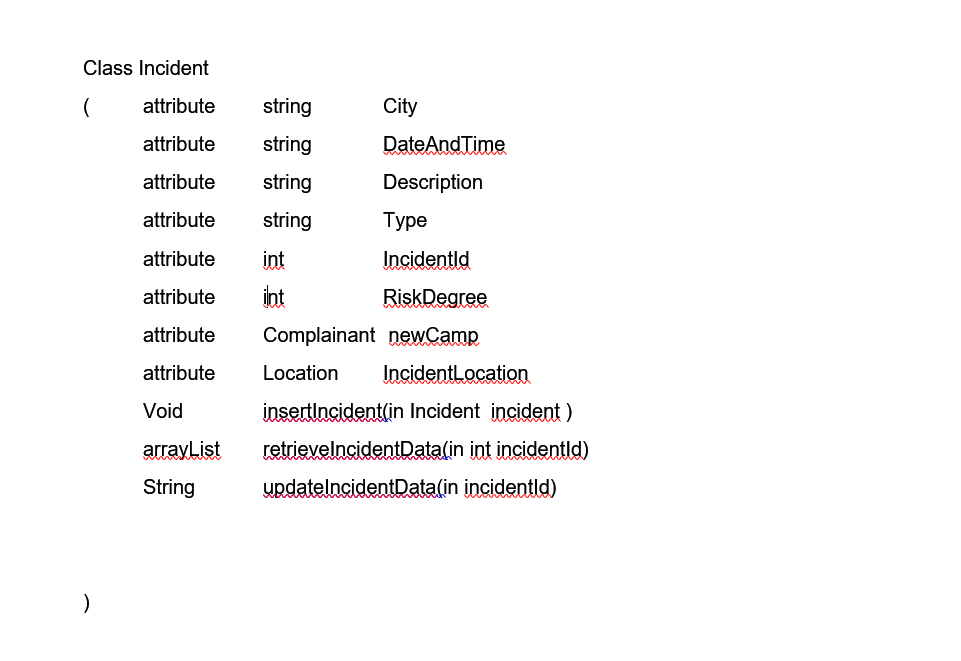 Class Incident
( attribute string City
attribute string DateAndTime
attribute string Description
attribute string Type
attribute int IncidentId
attribute int RiskDegree
attribute Complainant newCamp
attribute Location IncidentLocation
Void insertIncident(in Incident incident )
arrayList retrieveIncidentData(in int incidentId)
String updateIncidentData(in incidentId)
)